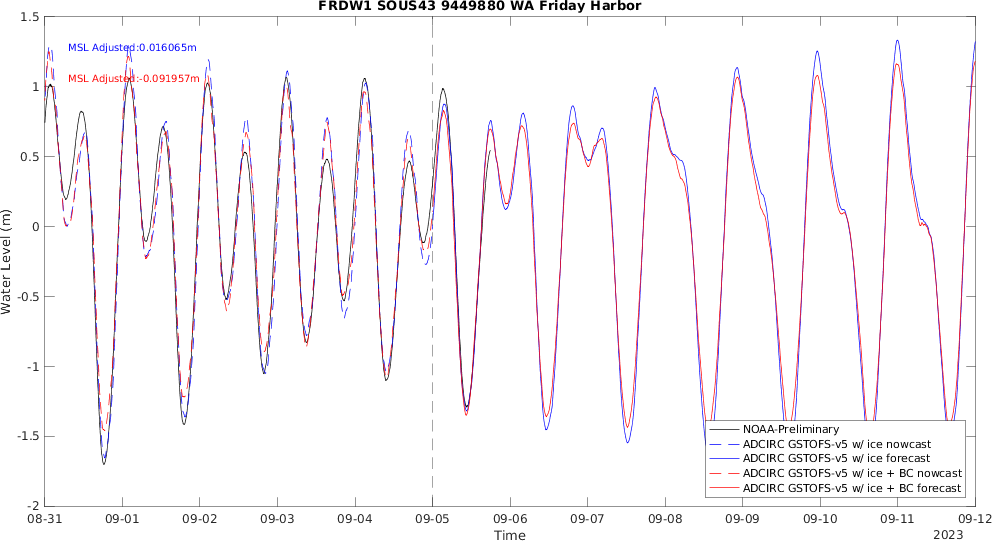 FRDW1 SOUS43 9449880 WA Friday Harbor
MSL Adjusted:0.016065m
MSL Adjusted:-0.091957m
Water Level (m)
1.5
1
0.5
0
-0.5
-1
-1.5
-2
NOAA-Preliminary
ADCIRC GSTOFS-v5 w/ ice nowcast
ADCIRC GSTOFS-v5 w/ ice forecast
ADCIRC GSTOFS-v5 w/ ice + BC nowcast
ADCIRC GSTOFS-v5 w/ ice + BC forecast
08-31 09-01 09-02 09-03 09-04 09-05 09-06 09-07 09-08 09-09 09-10 09-11 09-12
Time
2023